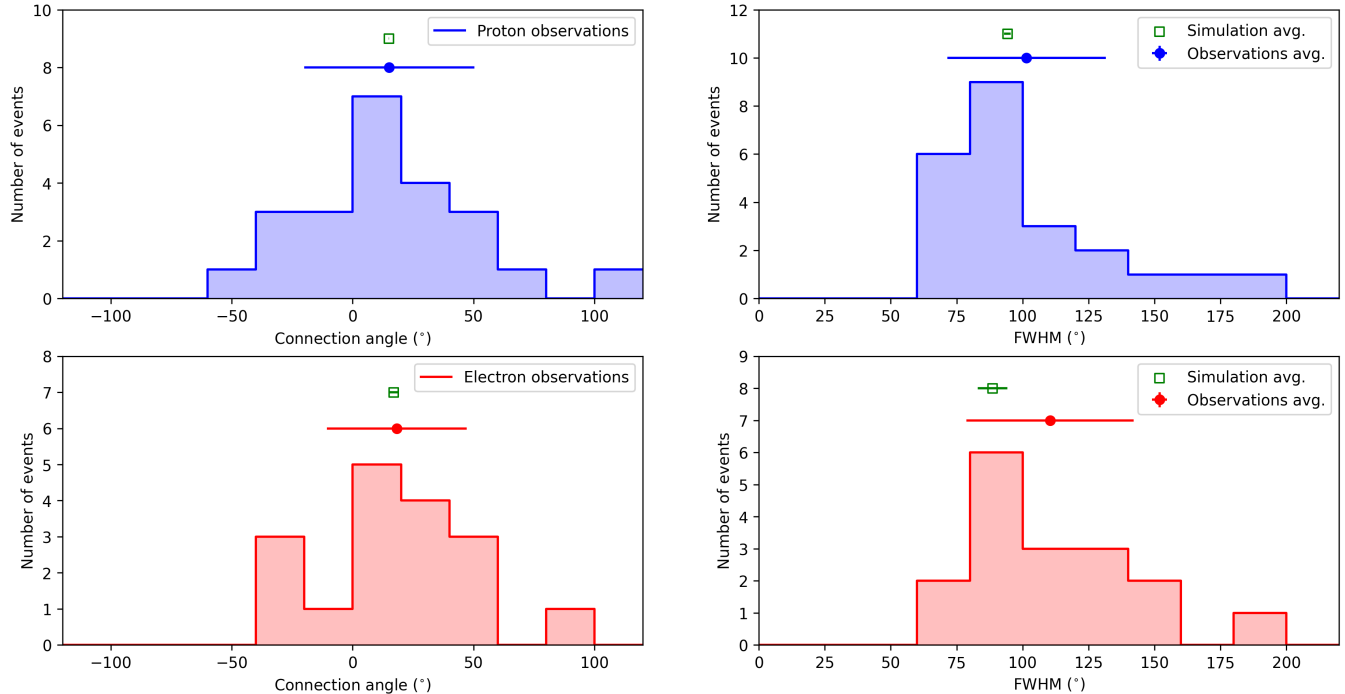 10
8
6
4
2
0
Number of events
Proton observations
−100 −50 0 50 100
Connection angle (°)
12
10
8
6
4
2
0
Number of events
Simulation avg.
Observations avg.
0 25 50 75 100 125 150 175 200
FWHM (°)
8
7
6
5
4
3
2
1
0
Number of events
Electron observations
−100 −50 0 50 100
Connection angle (°)
9
8
7
6
5
4
3
2
1
0
Number of events
Simulation avg.
Observations avg.
0 25 50 75 100 125 150 175 200
FWHM (°)